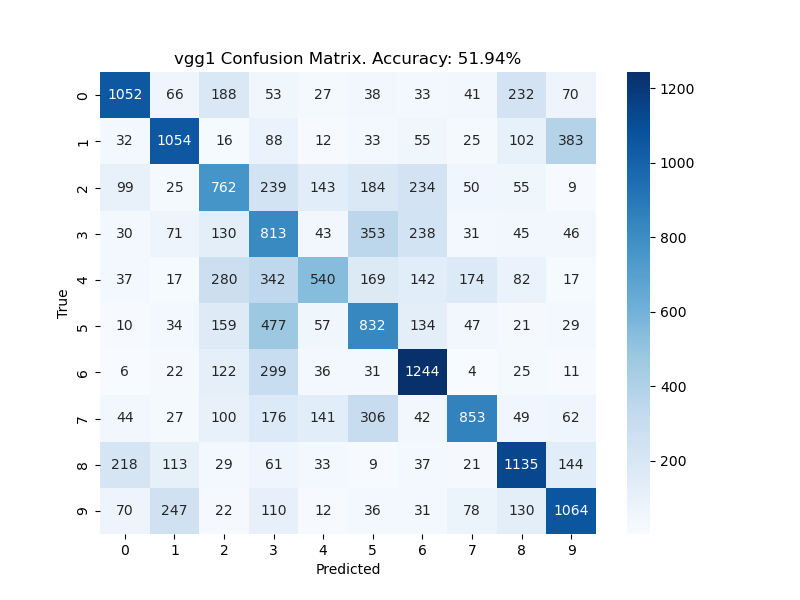 vgg1 Confusion Matrix. Accuracy: 51.94%
0 1052 66 188 53 27 38 33 41 232 70
1 32 1054 16 88 12 33 55 25 102 383
2 99 25 762 239 143 184 234 50 55 9
3 30 71 130 813 43 353 238 31 45 46
4 37 17 280 342 540 169 142 174 82 17
5 10 34 159 477 57 832 134 47 21 29
6 6 22 122 299 36 31 1244 4 25 11
7 44 27 100 176 141 306 42 853 49 62
8 218 113 29 61 33 9 37 21 1135 144
9 70 247 22 110 12 36 31 78 130 1064
0 1 2 3 4 5 6 7 8 9
Predicted
True
1200
1000
800
600
400
200